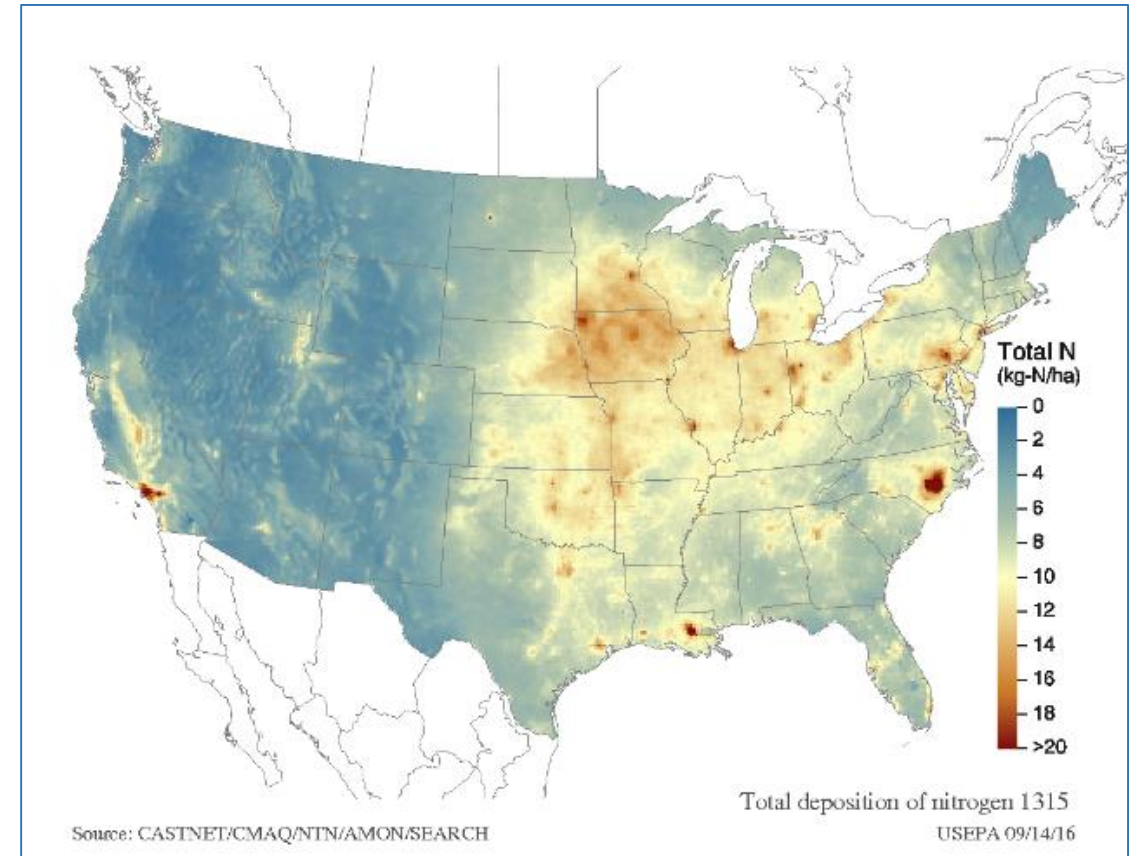 Total N
(kg-N/ha)
0
2
4
6
8
10
12
14
16
18
>20
Total deposition of nitrogen 1315
Source: CASTNET/CMAQ/NTN/AMON/SEARCH
USEPA 09/14/16